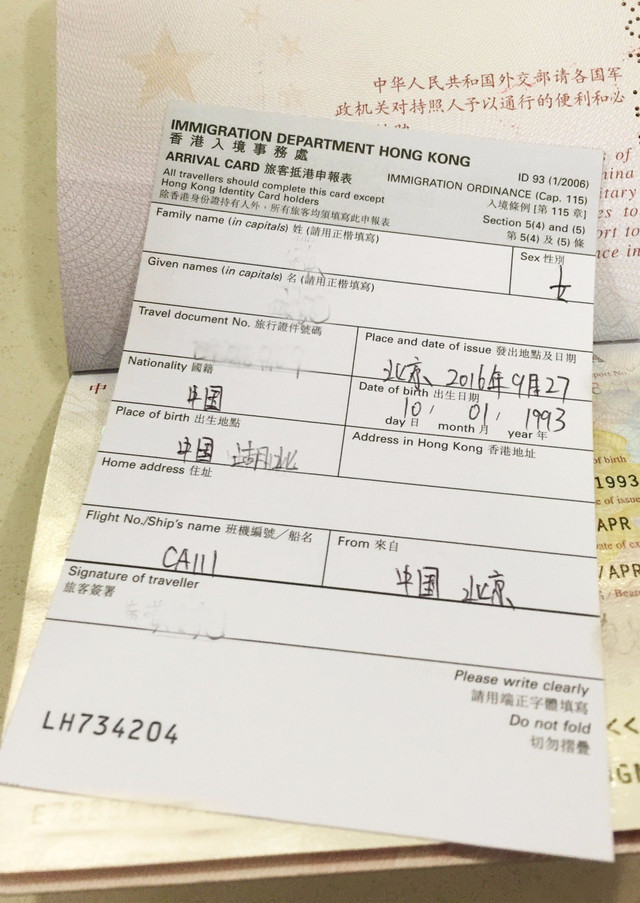 中华人民共和国外交部请各国军
政机关对持照人予以通行的便利和必
IMMIGRATION DEPARTMENT HONG KONG
香港入境事務處
ARRIVAL CARD 旅客抵港申報表
ID 93 (1/2006)
All travellers should complete this card except
Hong Kong Identity Card holders
除香港身份證持有人外，所有旅客均須填寫此申報表
IMMIGRATION ORDINANCE (Cap. 115)
入境條例 [第 115 章]
Section 5(4) and (5)
第 5(4) 及 (5) 條
Family name (in capitals) 姓 (請用正楷填寫)
Sex 性別
女
Given names (in capitals) 名 (請用正楷填寫)
Travel document No. 旅行證件號碼
Place and date of issue 發出地點及日期
北京、2016年9月27
Nationality 國籍
中国
Date of birth 出生日期
10 / 01 / 1993
day 日 month 月 year 年
Place of birth 出生地點
中国 湖北
Address in Hong Kong 香港地址
Home address 住址
Flight No./Ship's name 班機編號／船名
CA111
From 來自
中国 北京
Signature of traveller
旅客簽署
Please write clearly
請用端正字體填寫
Do not fold
切勿摺疊
LH734204
of birth
1993
e of issue
APR
/APR
<<